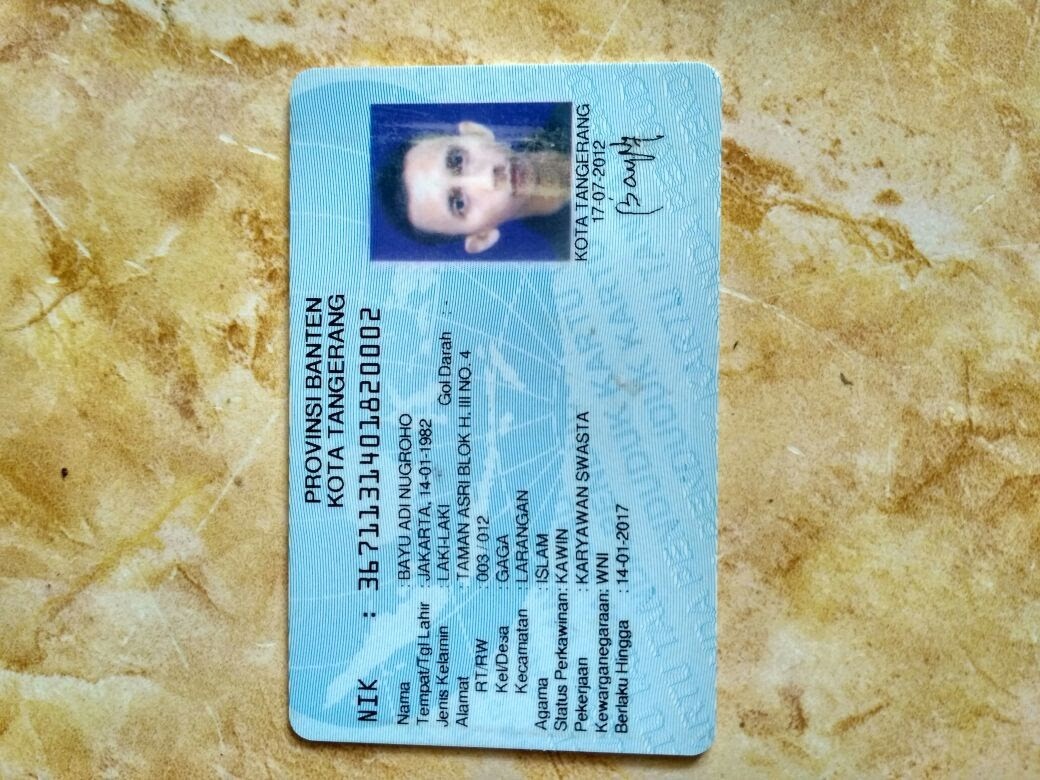 PROVINSI BANTEN
KOTA TANGERANG
NIK : 3671131401820002
Nama : BAYU ADI NUGROHO
Tempat/Tgl Lahir : JAKARTA, 14-01-1982
Jenis Kelamin : LAKI-LAKI Gol Darah : -
Alamat : TAMAN ASRI BLOK H. III NO. 4
RT/RW : 003 / 012
Kel/Desa : GAGA
Kecamatan : LARANGAN
Agama : ISLAM
Status Perkawinan: KAWIN
Pekerjaan : KARYAWAN SWASTA
Kewarganegaraan: WNI
Berlaku Hingga : 14-01-2017
KOTA TANGERANG
17-07-2012